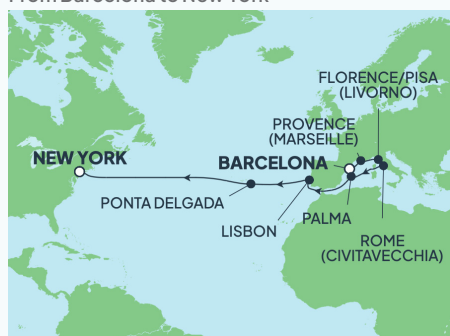 From Barcelona to New York
FLORENCE/PISA
(LIVORNO)
PROVENCE
(MARSEILLE)
NEW YORK
BARCELONA
PONTA DELGADA
PALMA
LISBON
ROME
(CIVITAVECCHIA)